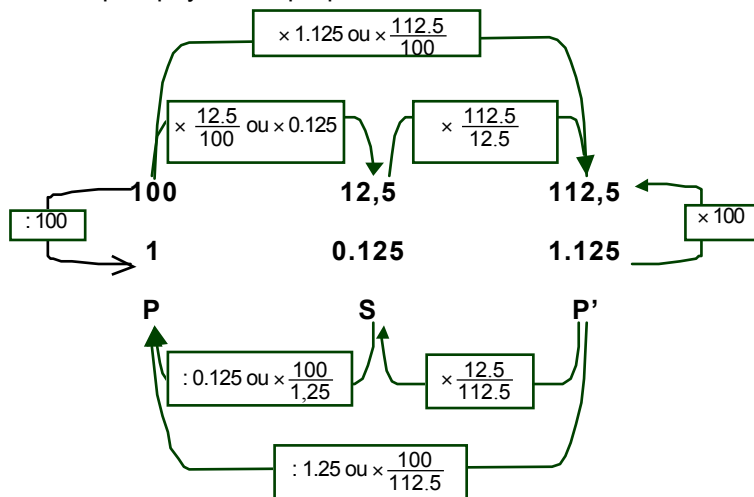 × 1.125 ou × 112.5/100
× 12.5/100 ou × 0.125
× 112.5/12.5
100 12,5 112,5
: 100
× 100
1 0.125 1.125
P S P’
: 0.125 ou × 100/1,25
× 12.5/112.5
: 1.25 ou × 100/112.5